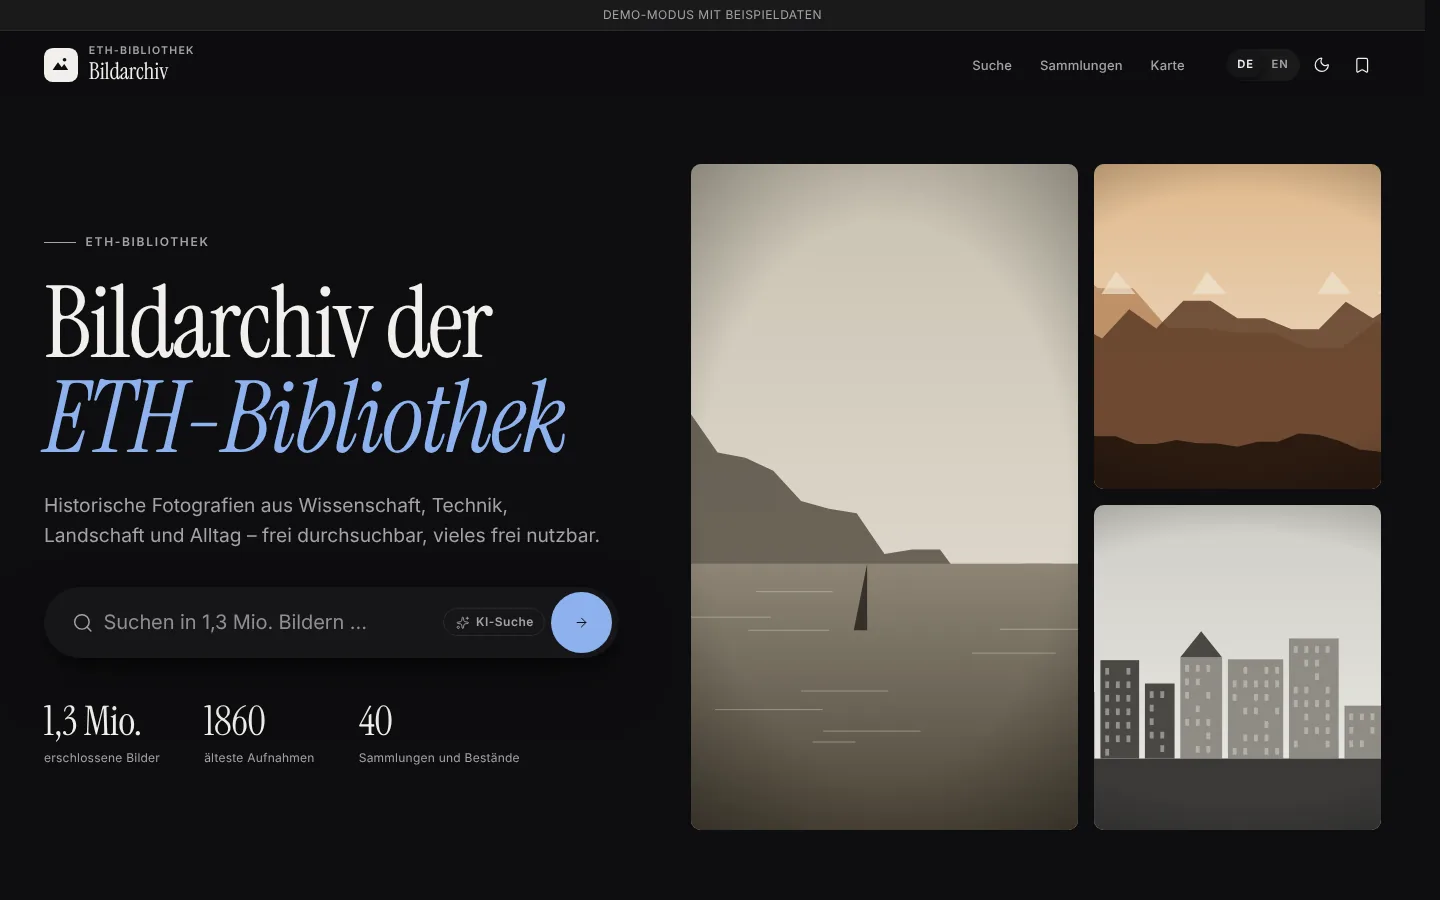 DEMO-MODUS MIT BEISPIELDATEN
ETH-BIBLIOTHEK
Bildarchiv
Suche
Sammlungen
Karte
DE
EN
ETH-BIBLIOTHEK
Bildarchiv der
ETH-Bibliothek
Historische Fotografien aus Wissenschaft, Technik,
Landschaft und Alltag – frei durchsuchbar, vieles frei nutzbar.
Suchen in 1,3 Mio. Bildern ...
KI-Suche
1,3 Mio.
erschlossene Bilder
1860
älteste Aufnahmen
40
Sammlungen und Bestände